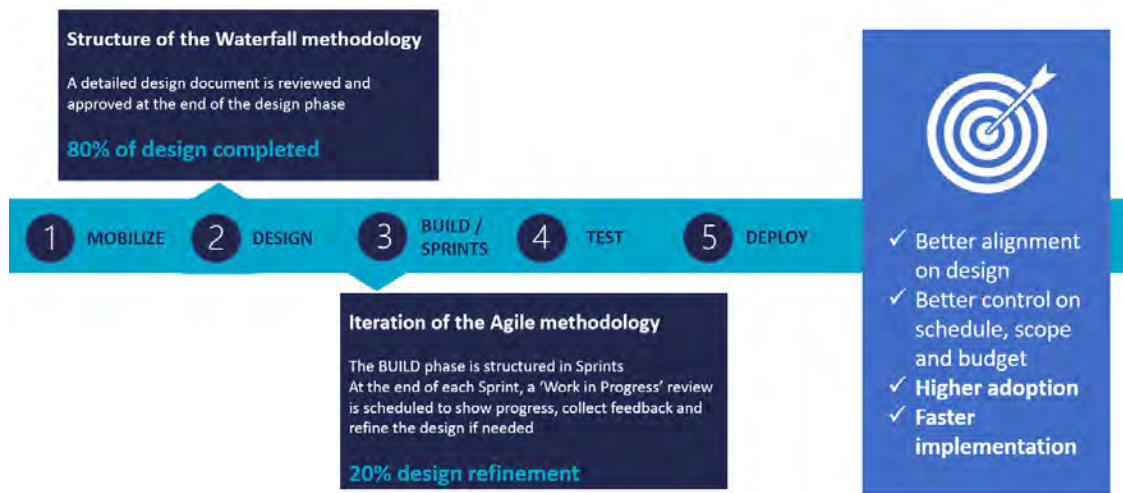 Structure of the Waterfall methodology
A detailed design document is reviewed and
approved at the end of the design phase
80% of design completed
1 MOBILIZE
2 DESIGN
3 BUILD /
SPRINTS
4 TEST
5 DEPLOY
Iteration of the Agile methodology
The BUILD phase is structured in Sprints
At the end of each Sprint, a ‘Work in Progress’ review
is scheduled to show progress, collect feedback and
refine the design if needed
20% design refinement
✓ Better alignment
on design
✓ Better control on
schedule, scope
and budget
✓ Higher adoption
✓ Faster
implementation